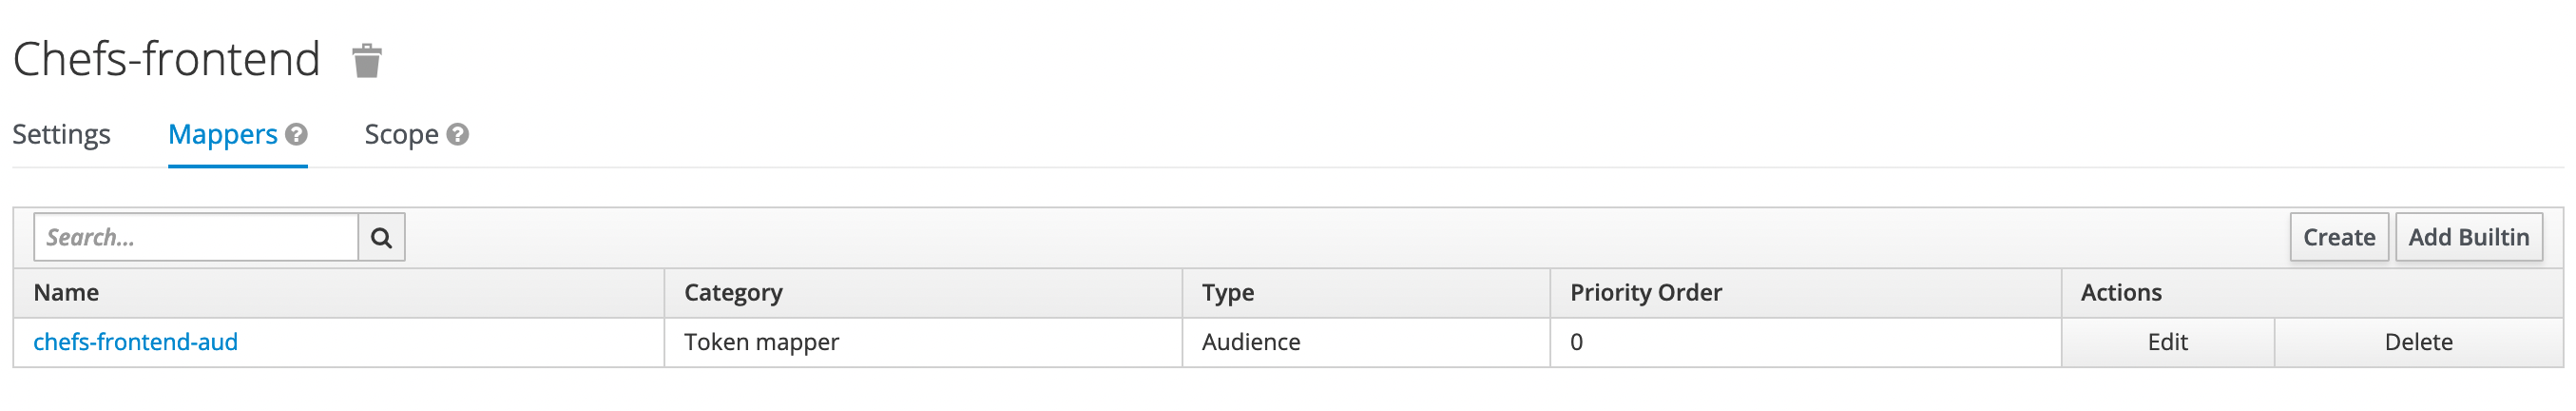 Chefs-frontend
Settings Mappers ? Scope ?
Search... Create Add Builtin
Name Category Type Priority Order Actions
chefs-frontend-aud Token mapper Audience 0 Edit Delete